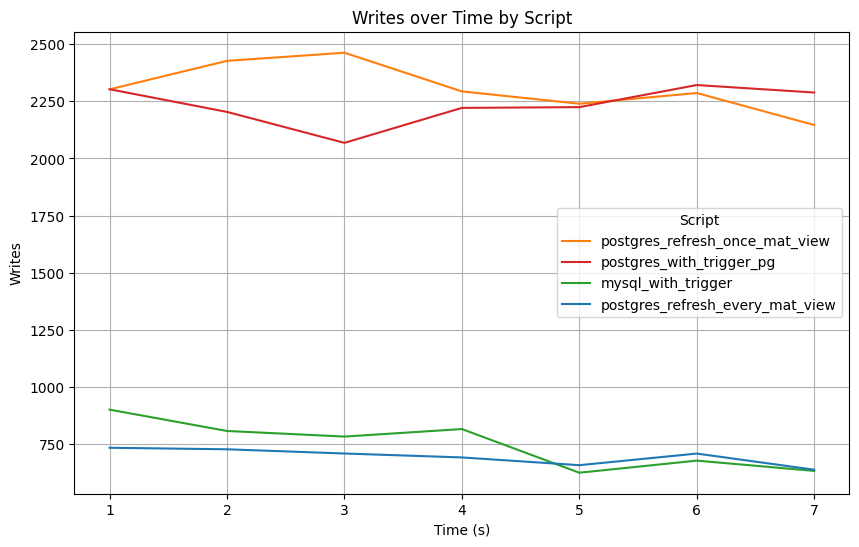 Writes over Time by Script
2500
2250
2000
1750
1500
1250
1000
750
Writes
Script
postgres_refresh_once_mat_view
postgres_with_trigger_pg
mysql_with_trigger
postgres_refresh_every_mat_view
1 2 3 4 5 6 7
Time (s)